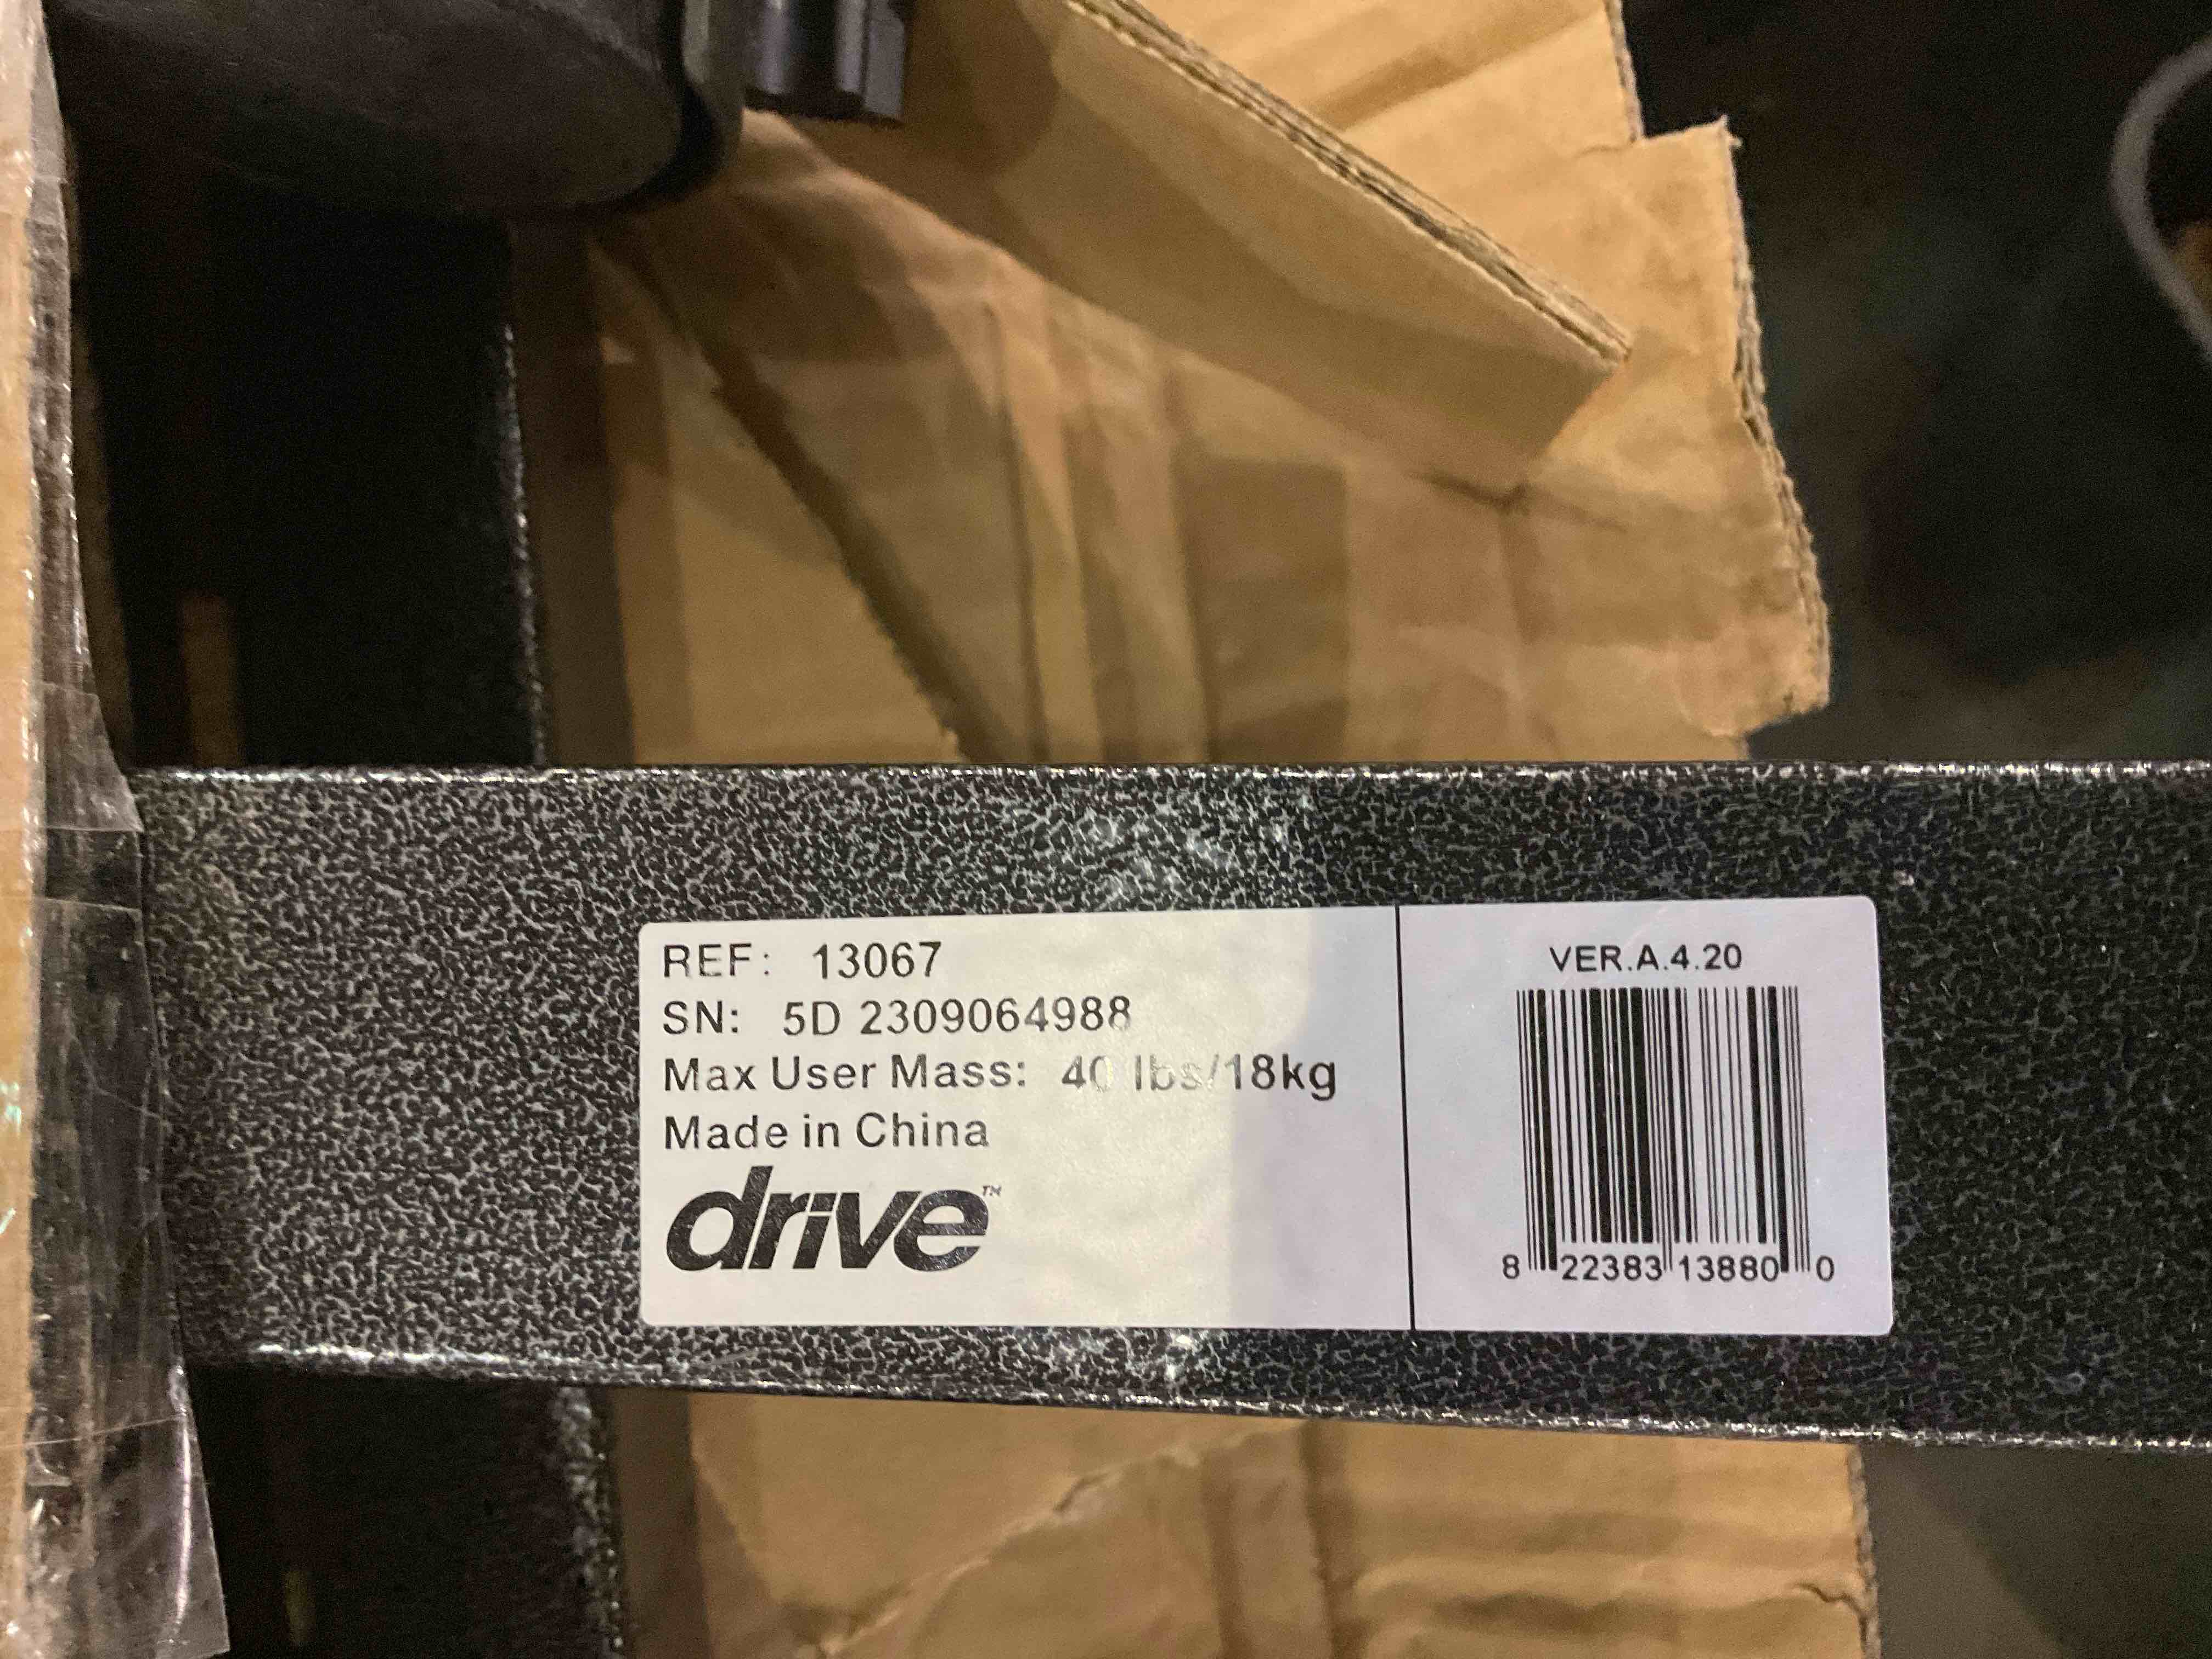 REF: 13067
SN: 5D 2309064988
Max User Mass: 40 lbs/18kg
Made in China
drive™
VER.A.4.20
8 22383 13880 0